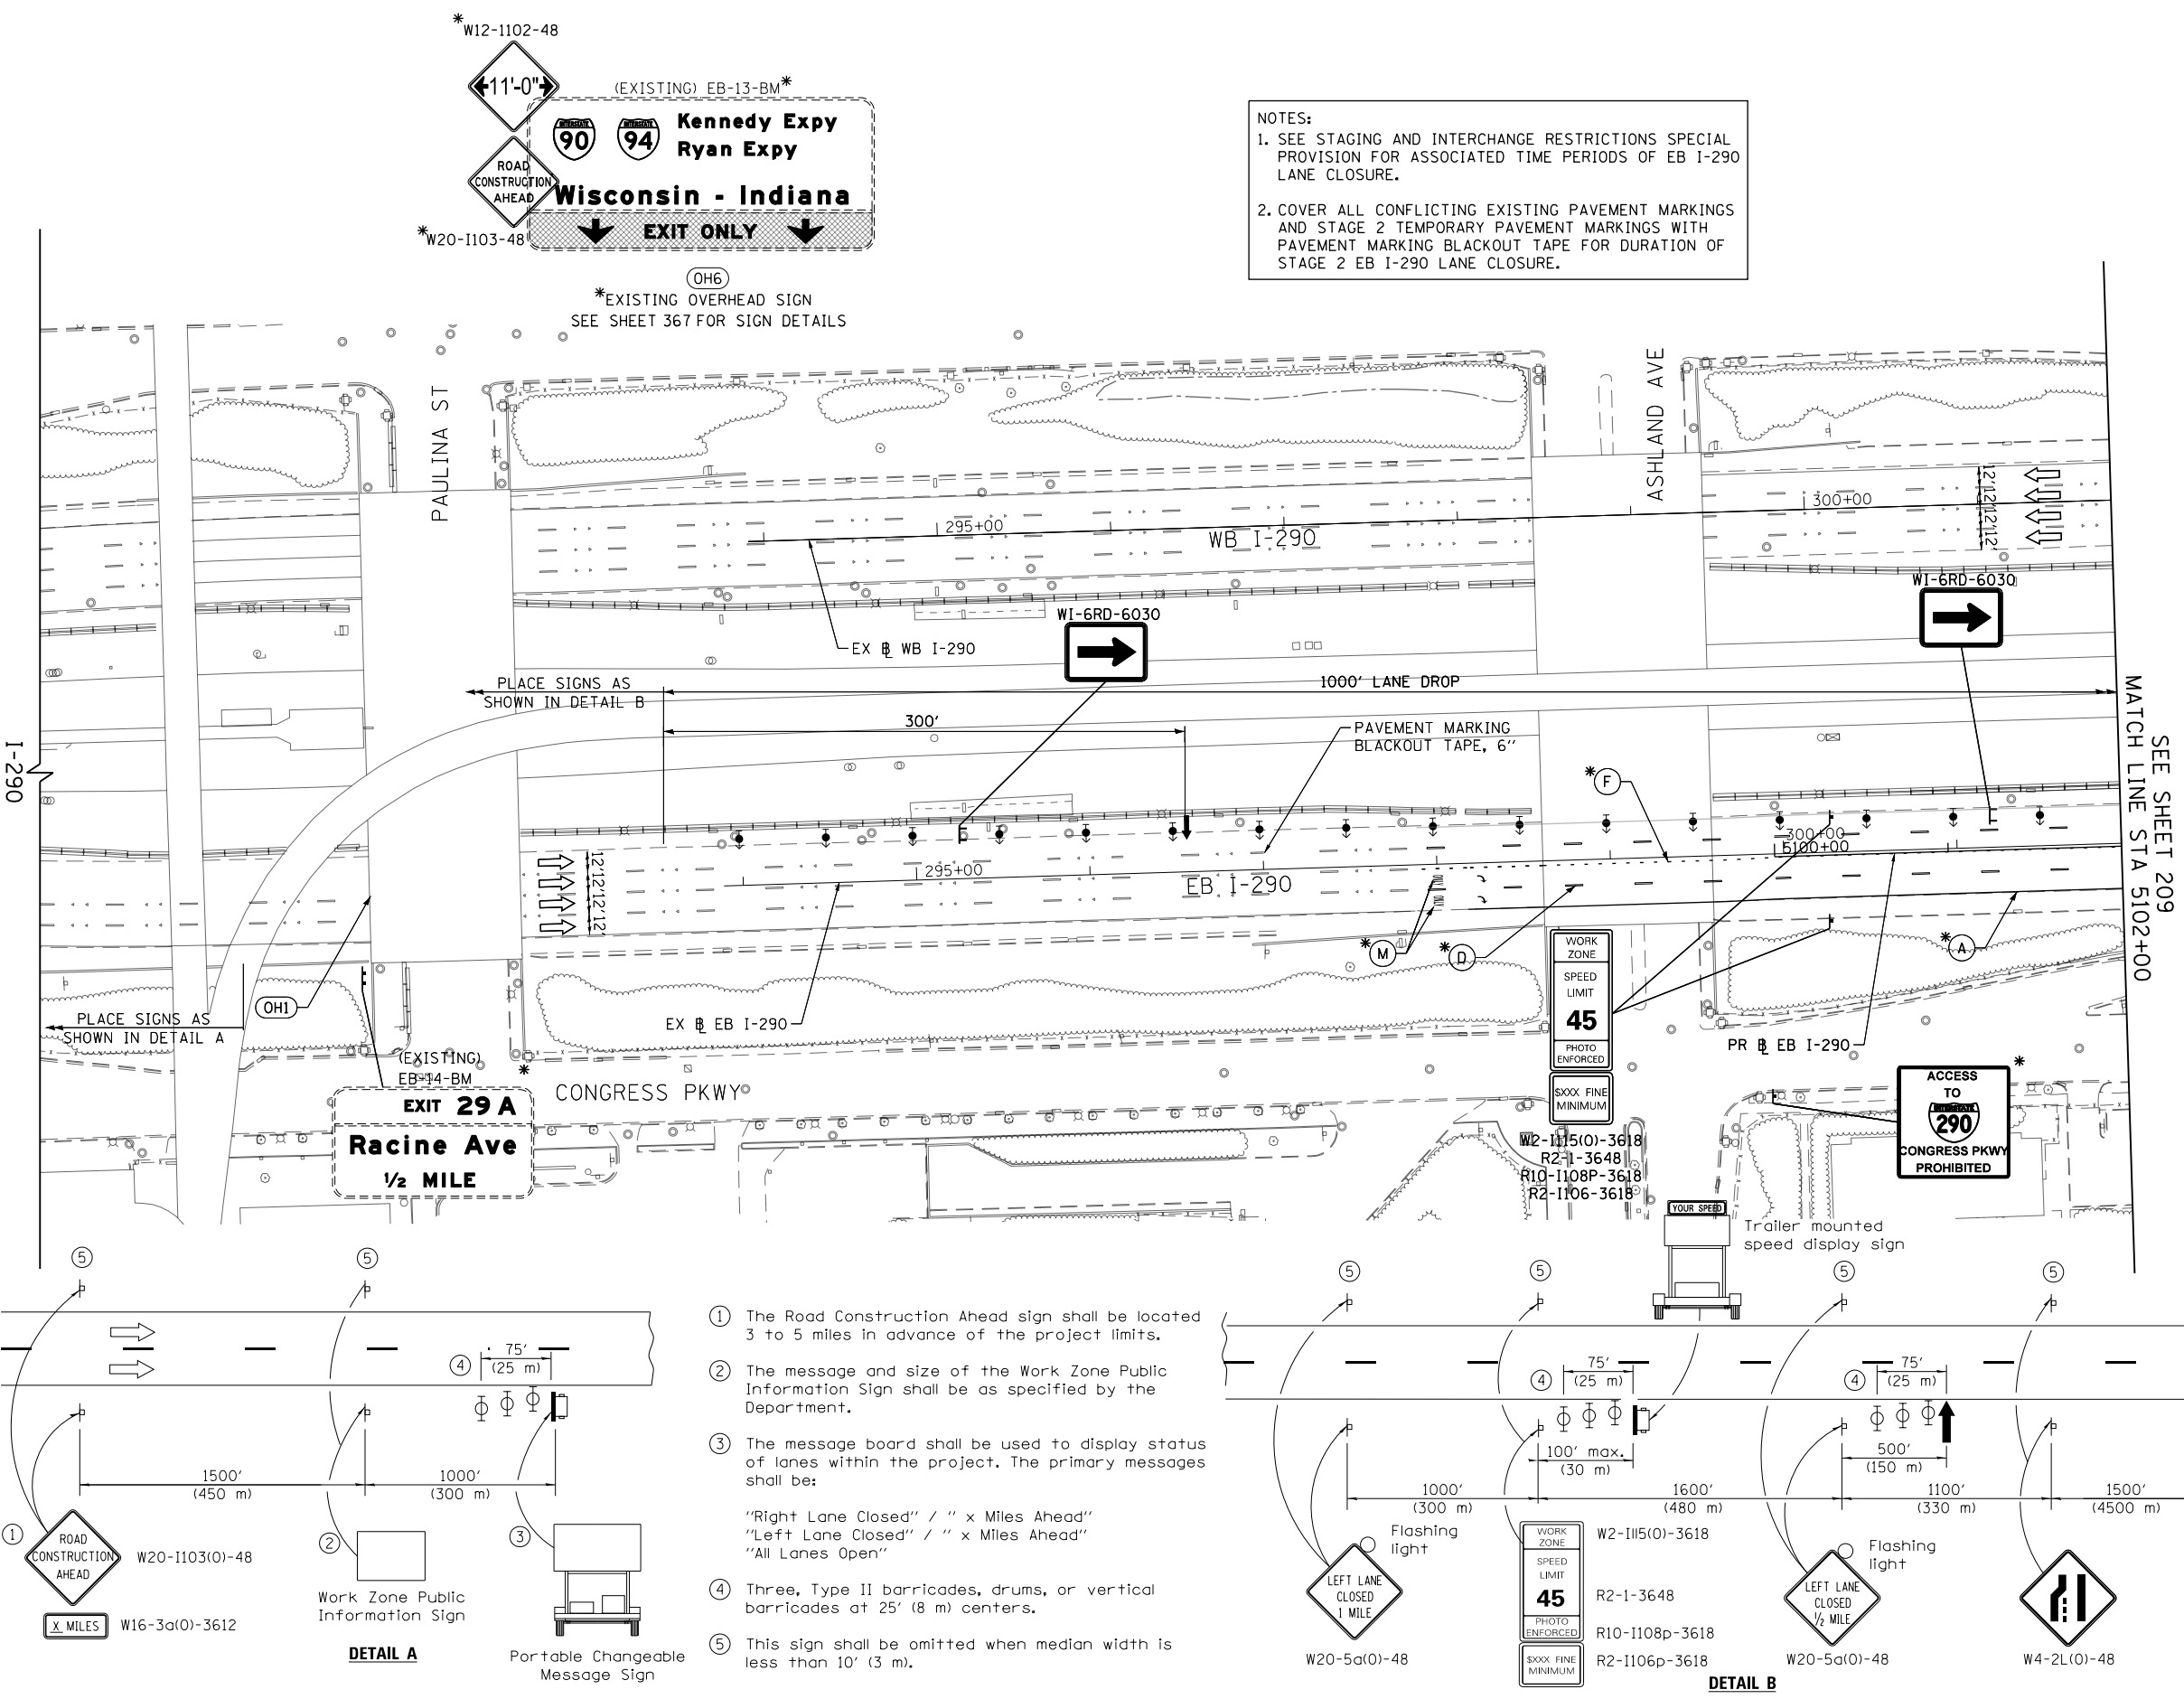 *W12-1102-48
11'-0"
ROAD
CONSTRUCTION
AHEAD
*W20-I103-48
(EXISTING) EB-13-BM*
INTERSTATE
90
INTERSTATE
94
Kennedy Expy
Ryan Expy
Wisconsin - Indiana
EXIT ONLY
OH6
*EXISTING OVERHEAD SIGN
SEE SHEET 367 FOR SIGN DETAILS
NOTES:
1. SEE STAGING AND INTERCHANGE RESTRICTIONS SPECIAL
PROVISION FOR ASSOCIATED TIME PERIODS OF EB I-290
LANE CLOSURE.
2. COVER ALL CONFLICTING EXISTING PAVEMENT MARKINGS
AND STAGE 2 TEMPORARY PAVEMENT MARKINGS WITH
PAVEMENT MARKING BLACKOUT TAPE FOR DURATION OF
STAGE 2 EB I-290 LANE CLOSURE.
PAULINA ST
ASHLAND AVE
295+00
WB I-290
300+00
12'12'12'12'
EX BL WB I-290
WI-6RD-6030
WI-6RD-6030
PLACE SIGNS AS
SHOWN IN DETAIL B
1000' LANE DROP
300'
PAVEMENT MARKING
BLACKOUT TAPE, 6"
*F
I-290
MATCH LINE STA 5102+00
SEE SHEET 209
12'12'12'12'
295+00
EB I-290
300+00
5100+00
*M
*D
*A
OH1
PLACE SIGNS AS
SHOWN IN DETAIL A
EX BL EB I-290
PR BL EB I-290
(EXISTING)
EB-14-BM
*
EXIT 29 A
Racine Ave
1/2 MILE
CONGRESS PKWY
WORK
ZONE
SPEED
LIMIT
45
PHOTO
ENFORCED
$XXX FINE
MINIMUM
W2-I115(O)-3618
R2-1-3648
R10-I108P-3618
R2-I106-3618
*
ACCESS
TO
INTERSTATE
290
CONGRESS PKWY
PROHIBITED
YOUR SPEED
Trailer mounted
speed display sign
5
5
4
75'
(25 m)
1500'
(450 m)
1000'
(300 m)
1
ROAD
CONSTRUCTION
AHEAD
W20-I103(O)-48
X MILES
W16-3a(O)-3612
2
Work Zone Public
Information Sign
3
Portable Changeable
Message Sign
DETAIL A
1 The Road Construction Ahead sign shall be located
3 to 5 miles in advance of the project limits.
2 The message and size of the Work Zone Public
Information Sign shall be as specified by the
Department.
3 The message board shall be used to display status
of lanes within the project. The primary messages
shall be:
"Right Lane Closed" / " x Miles Ahead"
"Left Lane Closed" / " x Miles Ahead"
"All Lanes Open"
4 Three, Type II barricades, drums, or vertical
barricades at 25' (8 m) centers.
5 This sign shall be omitted when median width is
less than 10' (3 m).
5
5
5
5
4
75'
(25 m)
4
75'
(25 m)
100' max.
(30 m)
500'
(150 m)
1000'
(300 m)
1600'
(480 m)
1100'
(330 m)
1500'
(4500 m)
Flashing
light
LEFT LANE
CLOSED
1 MILE
W20-5a(O)-48
WORK
ZONE
SPEED
LIMIT
45
PHOTO
ENFORCED
$XXX FINE
MINIMUM
W2-I115(O)-3618
R2-1-3648
R10-I108p-3618
R2-I106p-3618
Flashing
light
LEFT LANE
CLOSED
1/2 MILE
W20-5a(O)-48
W4-2L(O)-48
DETAIL B